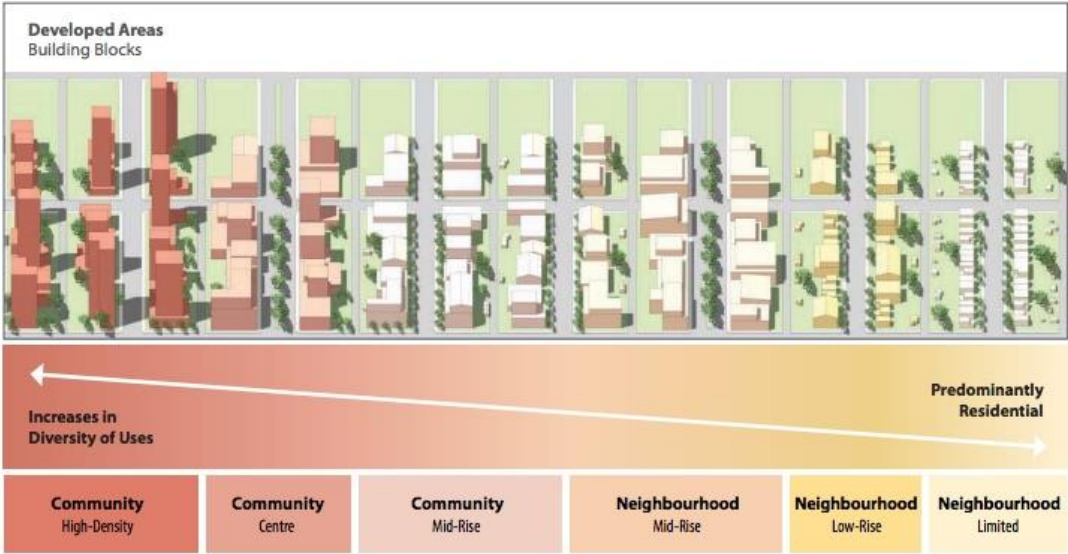 Developed Areas
Building Blocks
Increases in
Diversity of Uses
Predominantly
Residential
Community
High-Density
Community
Centre
Community
Mid-Rise
Neighbourhood
Mid-Rise
Neighbourhood
Low-Rise
Neighbourhood
Limited